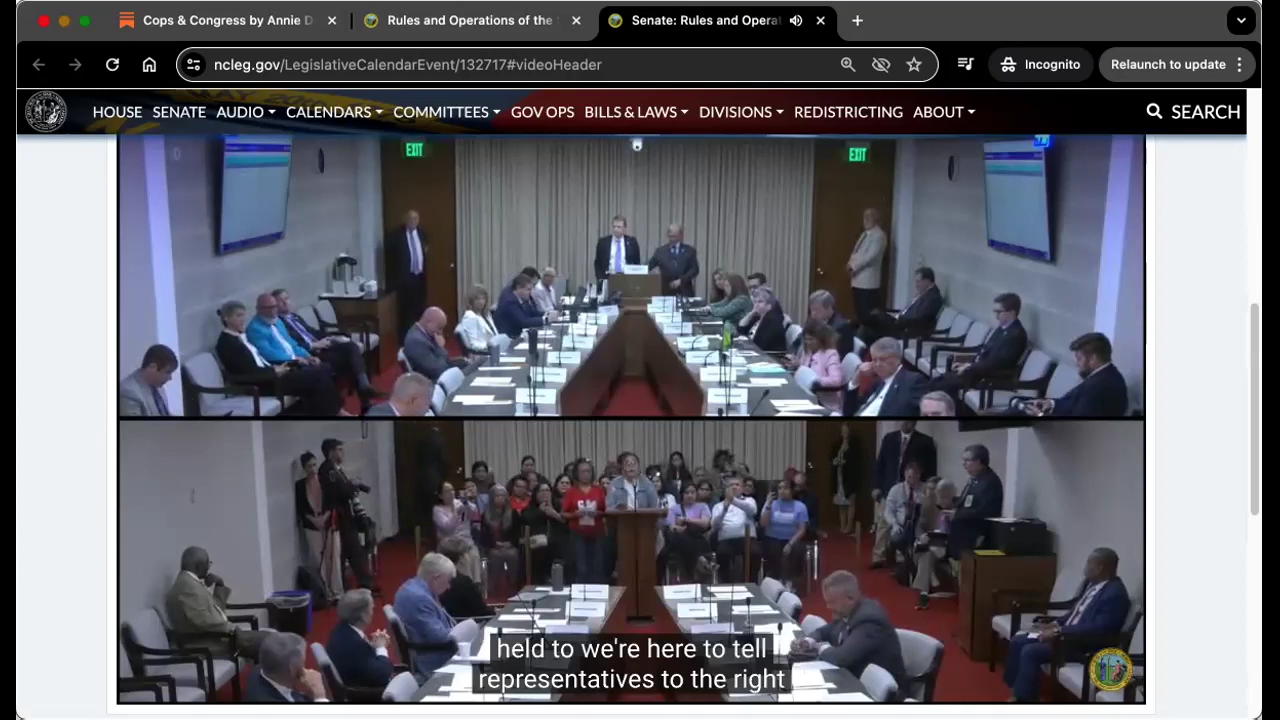 Cops & Congress by Annie D
Rules and Operations of the
Senate: Rules and Opera
ncleg.gov/LegislativeCalendarEvent/132717#videoHeader
Incognito
Relaunch to update
HOUSE SENATE AUDIO CALENDARS COMMITTEES GOV OPS BILLS & LAWS DIVISIONS REDISTRICTING ABOUT SEARCH
EXIT
EXIT
held to we're here to tell
representatives to the right